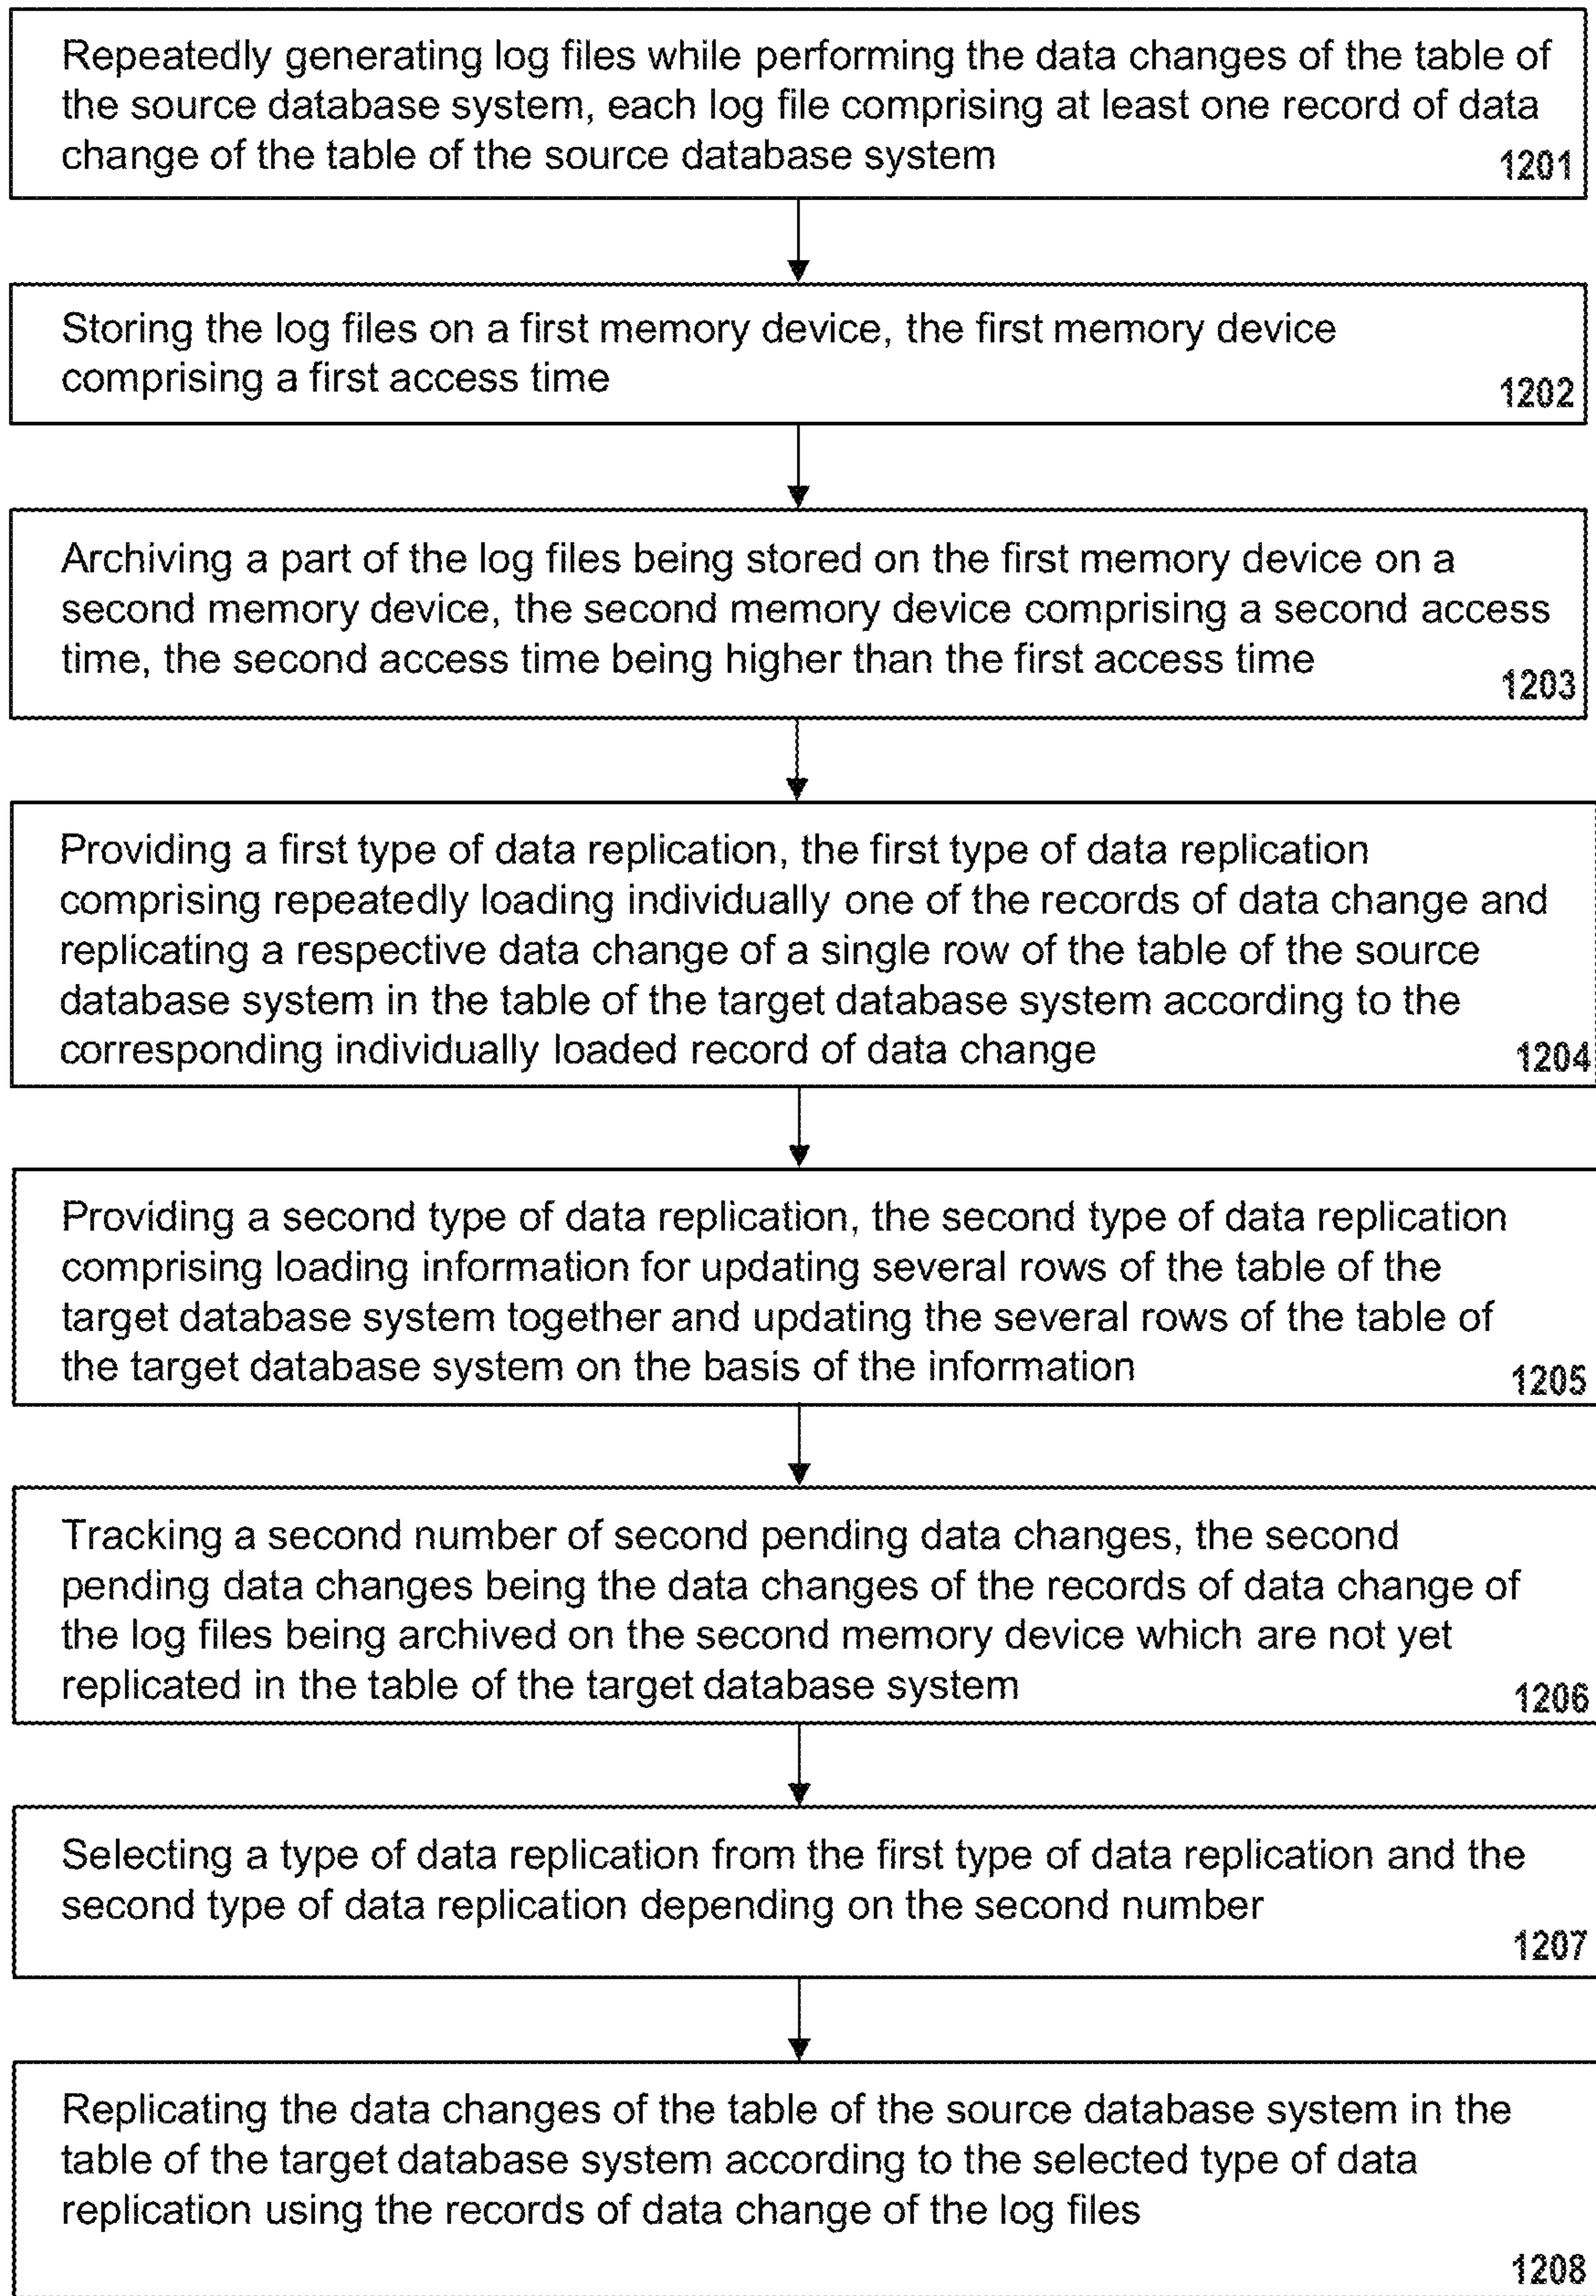 Repeatedly generating log files while performing the data changes of the table of
the source database system, each log file comprising at least one record of data
change of the table of the source database system
1201
Storing the log files on a first memory device, the first memory device
comprising a first access time
1202
Archiving a part of the log files being stored on the first memory device on a
second memory device, the second memory device comprising a second access
time, the second access time being higher than the first access time
1203
Providing a first type of data replication, the first type of data replication
comprising repeatedly loading individually one of the records of data change and
replicating a respective data change of a single row of the table of the source
database system in the table of the target database system according to the
corresponding individually loaded record of data change
1204
Providing a second type of data replication, the second type of data replication
comprising loading information for updating several rows of the table of the
target database system together and updating the several rows of the table of
the target database system on the basis of the information
1205
Tracking a second number of second pending data changes, the second
pending data changes being the data changes of the records of data change of
the log files being archived on the second memory device which are not yet
replicated in the table of the target database system
1206
Selecting a type of data replication from the first type of data replication and the
second type of data replication depending on the second number
1207
Replicating the data changes of the table of the source database system in the
table of the target database system according to the selected type of data
replication using the records of data change of the log files
1208